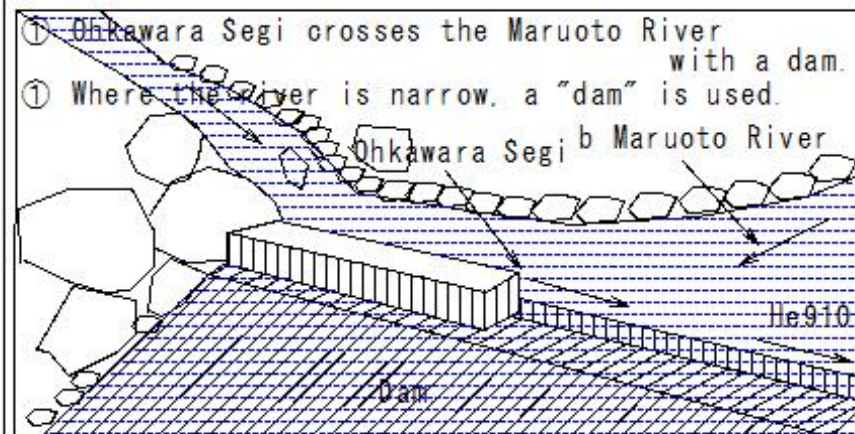 ① Ohkawara Segi crosses the Maruoto River
with a dam.
① Where the river is narrow, a "dam" is used.
Ohkawara Segi
b Maruoto River
He910
Dam